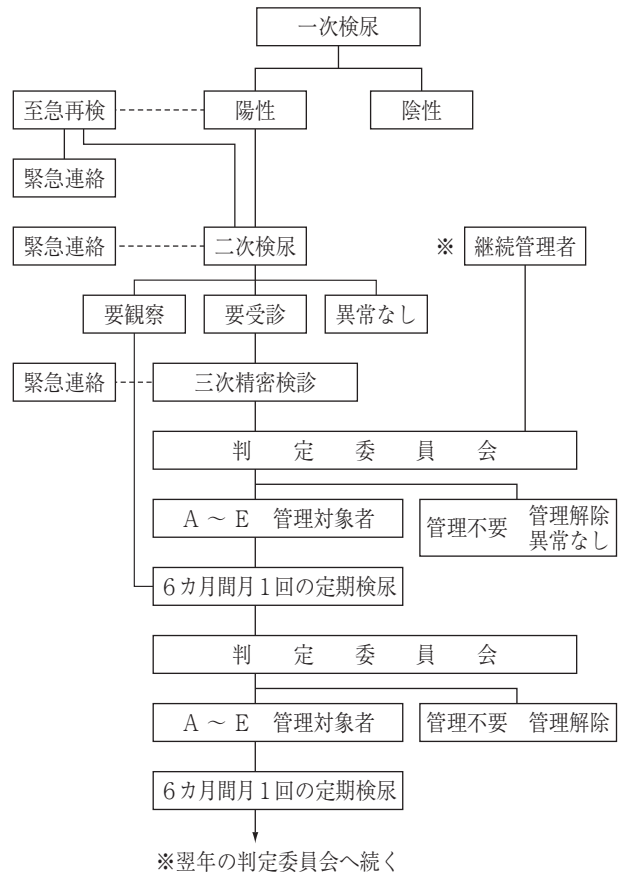 一次検尿
至急再検
陽性
陰性
緊急連絡
緊急連絡
二次検尿
※ 継続管理者
要観察
要受診
異常なし
緊急連絡
三次精密検診
判 定 委 員 会
A ~ E 管理対象者
管理不要 管理解除
異常なし
6カ月間月1回の定期検尿
判 定 委 員 会
A ~ E 管理対象者
管理不要 管理解除
6カ月間月1回の定期検尿
※翌年の判定委員会へ続く